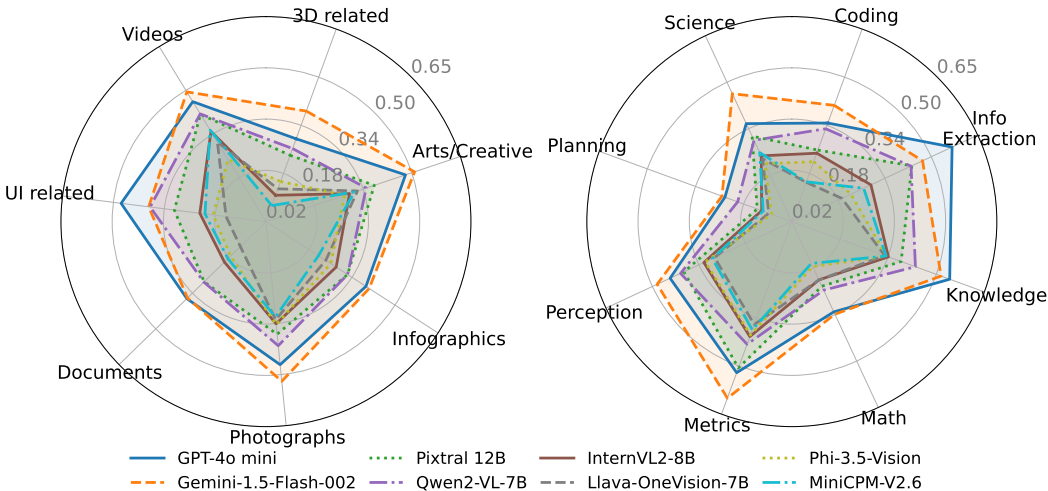 3D related
Videos
0.65
0.50
0.34
0.18
0.02
Arts/Creative
UI related
Infographics
Documents
Photographs
Coding
Science
0.65
0.50
0.34
0.18
0.02
Info
Extraction
Planning
Knowledge
Perception
Math
Metrics
GPT-4o mini
Pixtral 12B
InternVL2-8B
Phi-3.5-Vision
Gemini-1.5-Flash-002
Qwen2-VL-7B
Llava-OneVision-7B
MiniCPM-V2.6